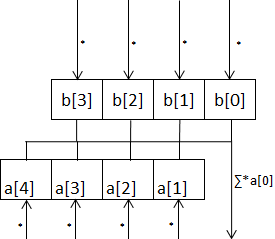 * * * *
b[3] b[2] b[1] b[0]
a[4] a[3] a[2] a[1] ∑*a[0]
* * * *